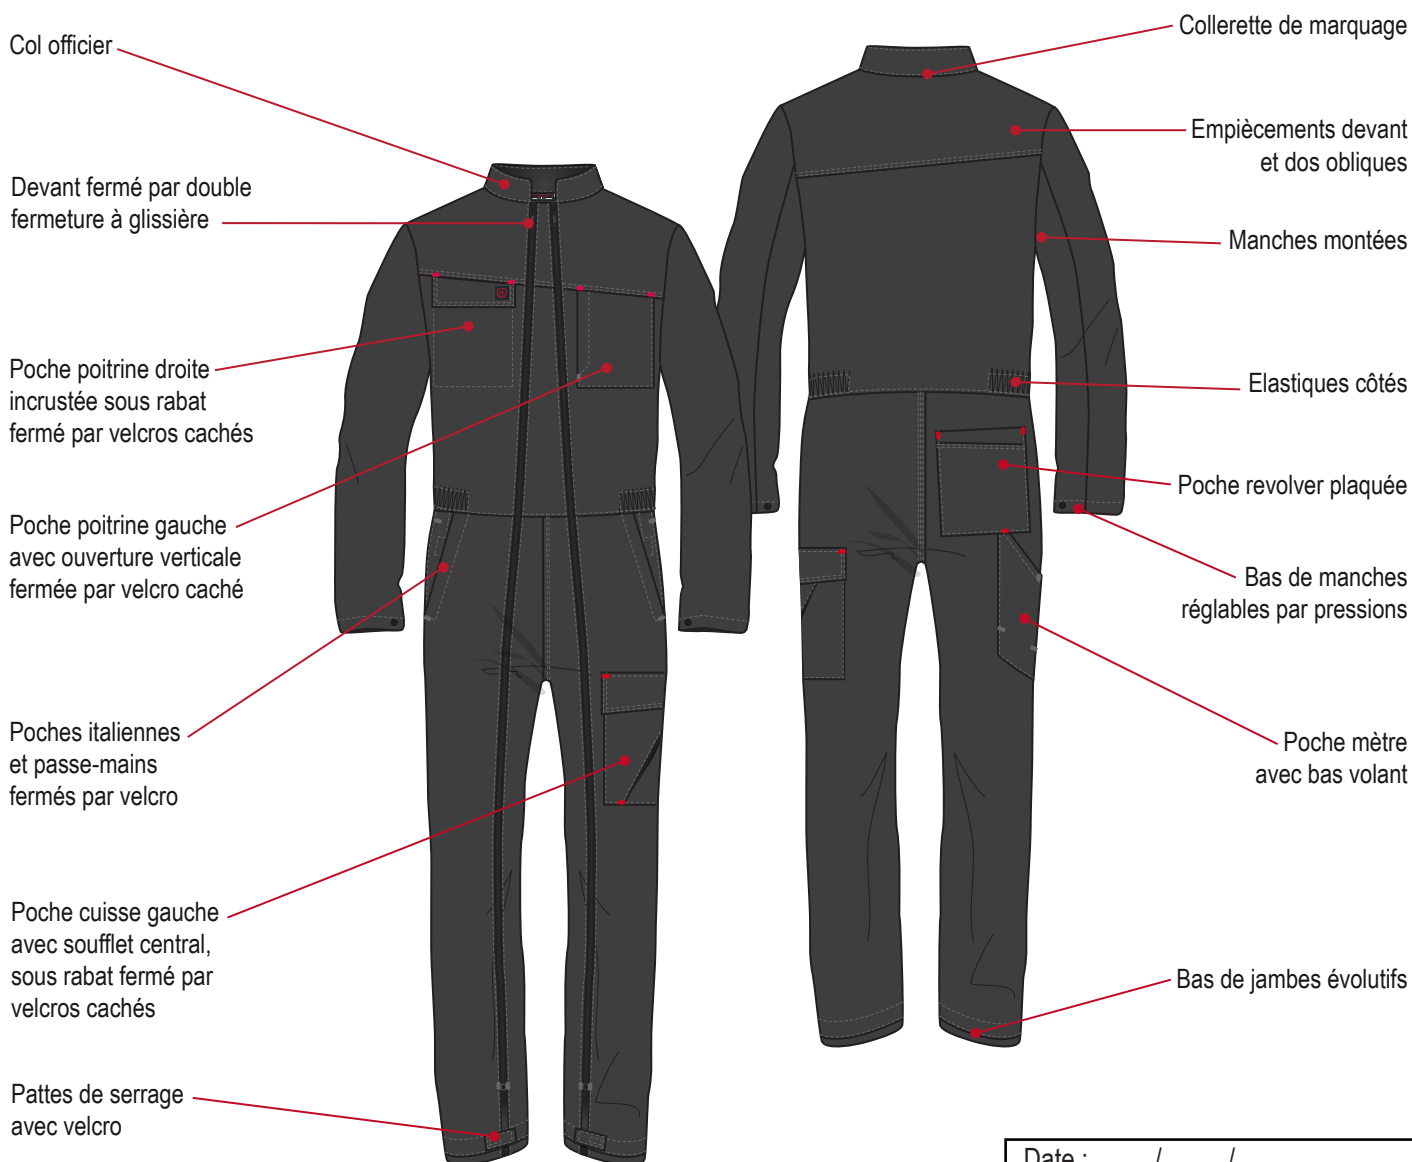 Col officier
Devant fermé par double
fermeture à glissière
Poche poitrine droite
incrustée sous rabat
fermé par velcros cachés
Poche poitrine gauche
avec ouverture verticale
fermée par velcro caché
Poches italiennes
et passe-mains
fermés par velcro
Poche cuisse gauche
avec soufflet central,
sous rabat fermé par
velcros cachés
Pattes de serrage
avec velcro
Collerette de marquage
Empiècements devant
et dos obliques
Manches montées
Elastiques côtés
Poche revolver plaquée
Bas de manches
réglables par pressions
Poche mètre
avec bas volant
Bas de jambes évolutifs
Date : / /